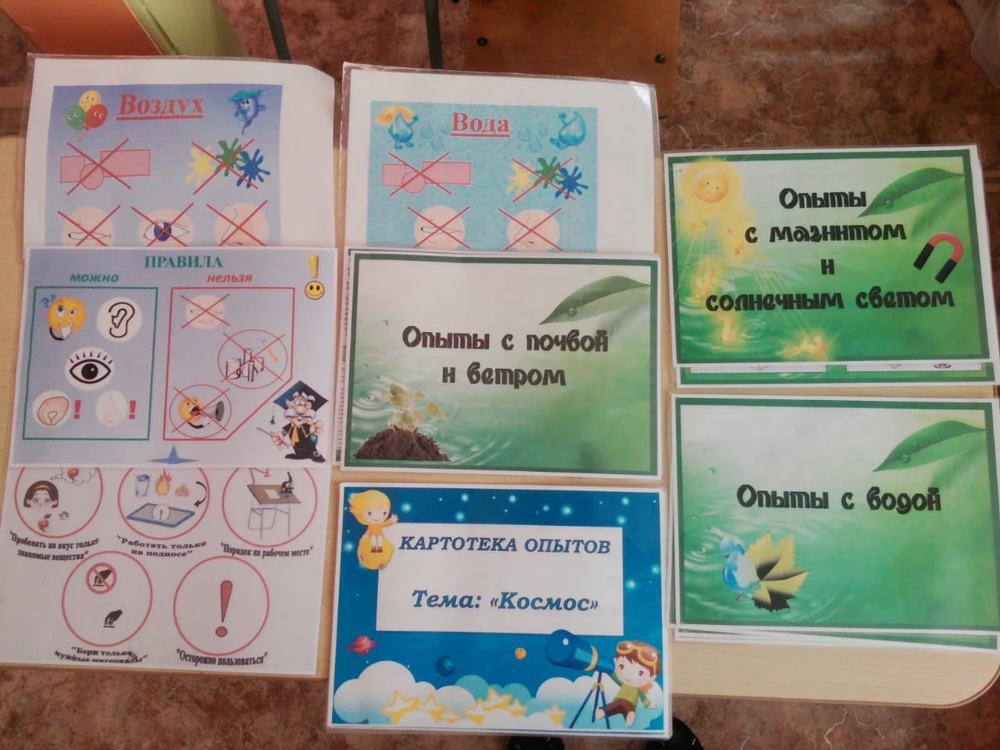 Воздух
Вода
Опыты
с магнитом
и
солнечным светом
ПРАВИЛА
можно
нельзя
Опыты с почвой
и ветром
Опыты с водой
"Пробовать на вкус только
знакомые вещества"
"Работать только
на подносе"
"Порядок на рабочем месте"
"Бери только
нужные материалы"
"Осторожно пользоваться"
КАРТОТЕКА ОПЫТОВ
Тема: «Космос»